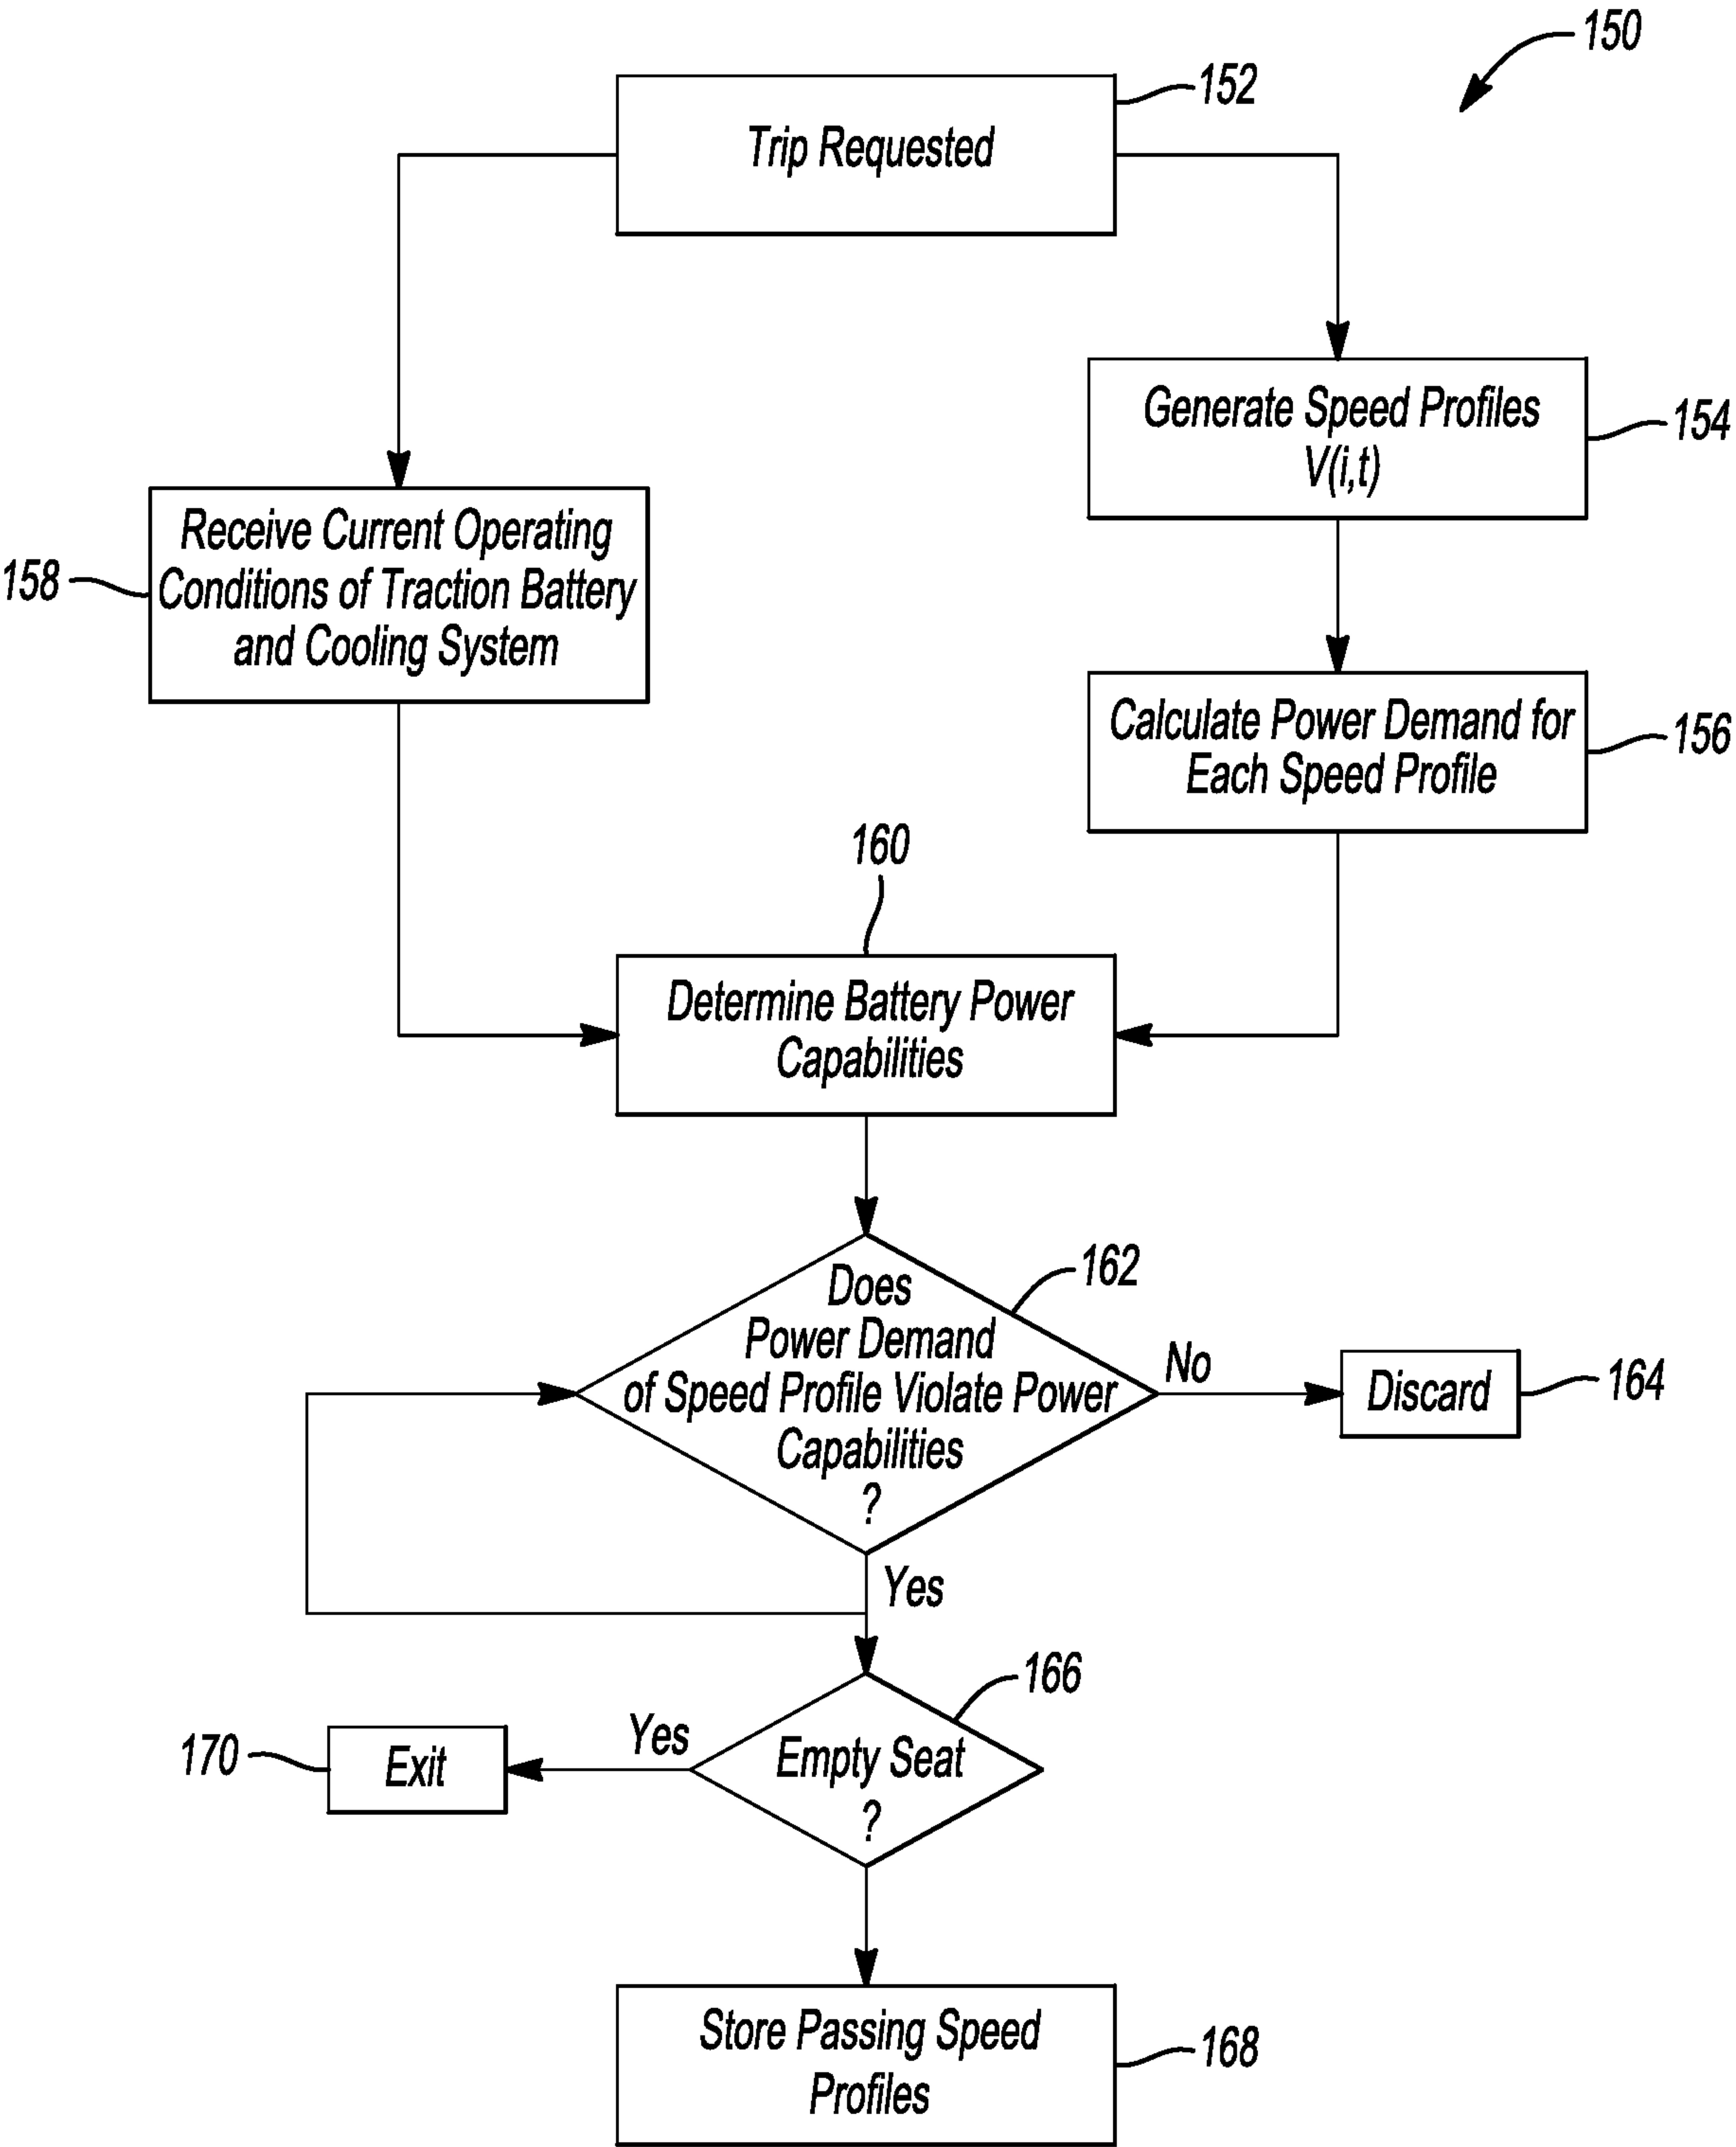 150
152
Trip Requested
Generate Speed Profiles
V(i,t)
154
158
Receive Current Operating
Conditions of Traction Battery
and Cooling System
Calculate Power Demand for
Each Speed Profile
156
160
Determine Battery Power
Capabilities
162
Does
Power Demand
of Speed Profile Violate Power
Capabilities
?
No
Discard
164
Yes
166
170
Exit
Yes
Empty Seat
?
Store Passing Speed
Profiles
168